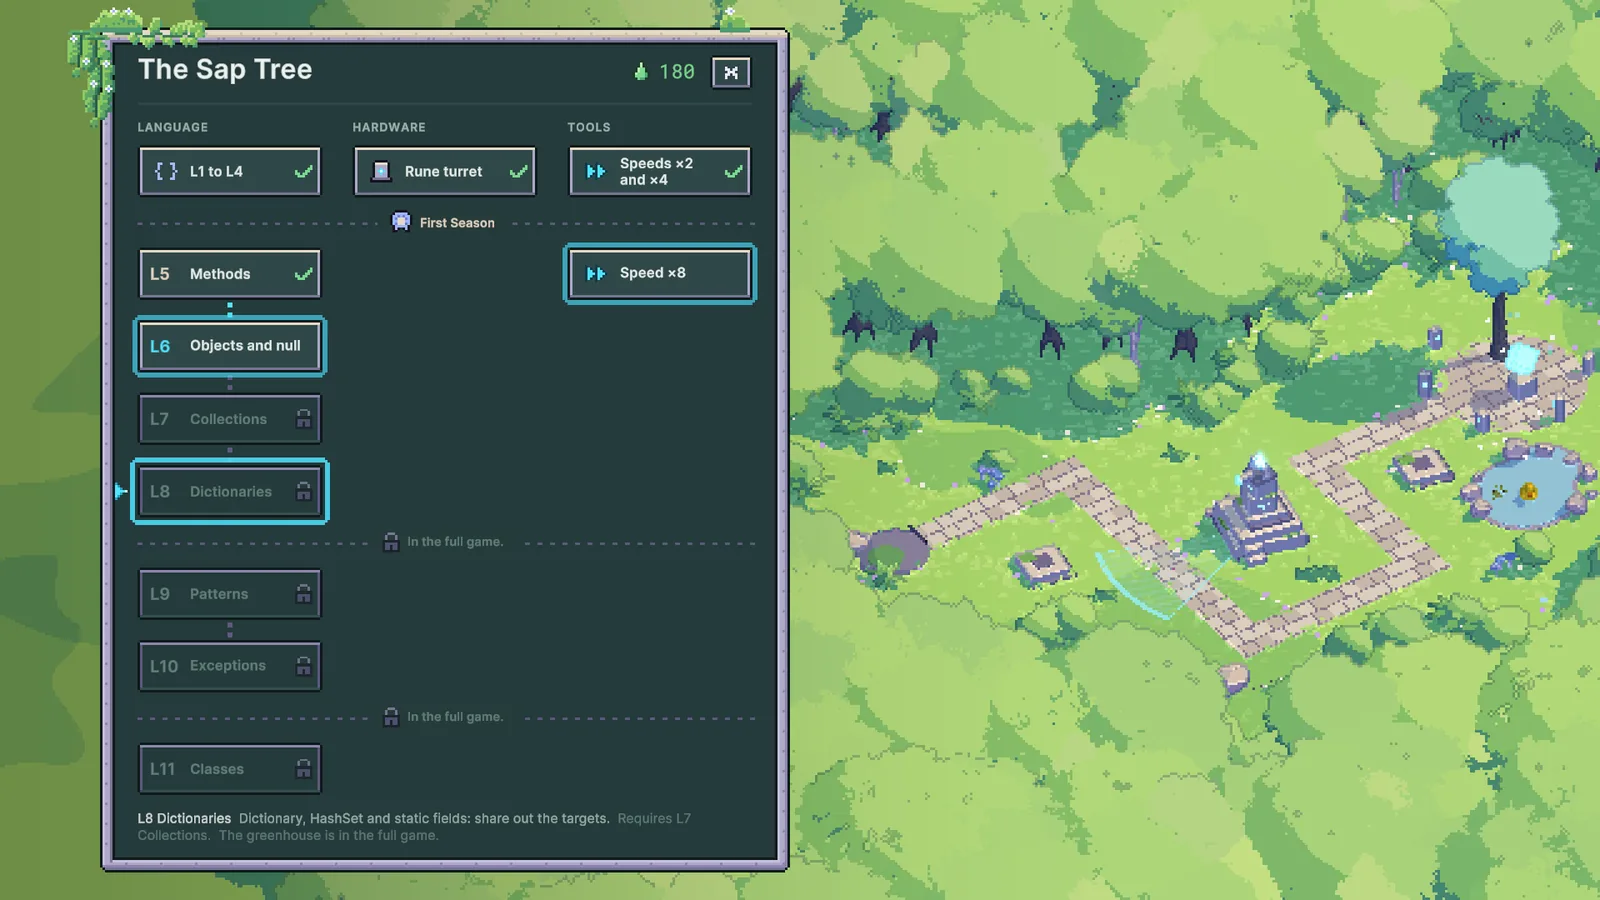 The Sap Tree
180
LANGUAGE
HARDWARE
TOOLS
{ } L1 to L4
Rune turret
Speeds ×2
and ×4
First Season
L5 Methods
Speed ×8
L6 Objects and null
L7 Collections
L8 Dictionaries
In the full game.
L9 Patterns
L10 Exceptions
In the full game.
L11 Classes
L8 Dictionaries Dictionary, HashSet and static fields: share out the targets. Requires L7
Collections. The greenhouse is in the full game.